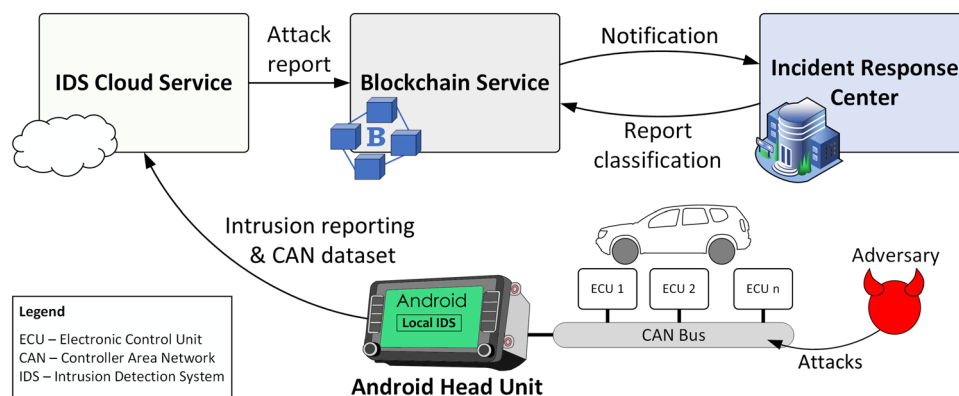 IDS Cloud Service
Attack
report
Blockchain Service
B
Notification
Report
classification
Incident Response
Center
Intrusion reporting
& CAN dataset
Android
Local IDS
Android Head Unit
ECU 1
ECU 2
ECU n
CAN Bus
Adversary
Attacks
Legend
ECU – Electronic Control Unit
CAN – Controller Area Network
IDS – Intrusion Detection System